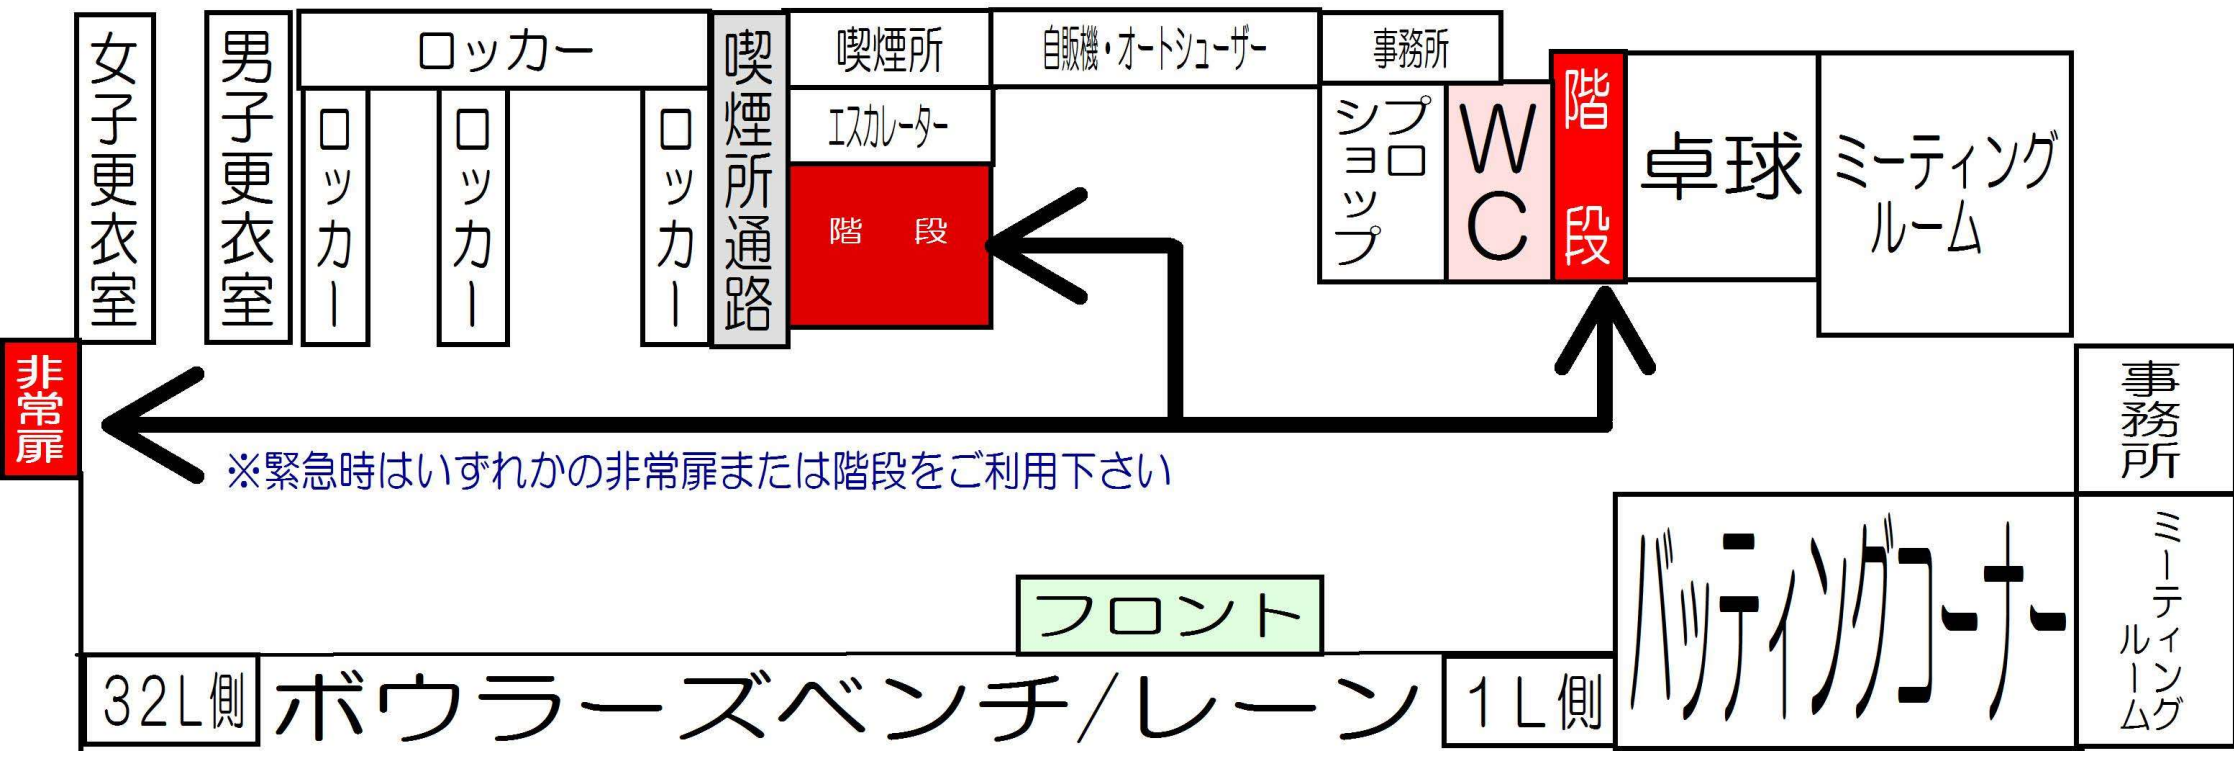 女子更衣室
男子更衣室
ロッカー
ロッカー
ロッカー
ロッカー
喫煙所通路
喫煙所
エスカレーター
階 段
自販機・オートシューザー
事務所
プロ
ショップ
WC
階段
卓球
ミーティング
ルーム
非常扉
※緊急時はいずれかの非常扉または階段をご利用下さい
事務所
フロント
バッティングコーナー
ミーティング
ルーム
32L側
ボウラーズベンチ/レーン
1L側